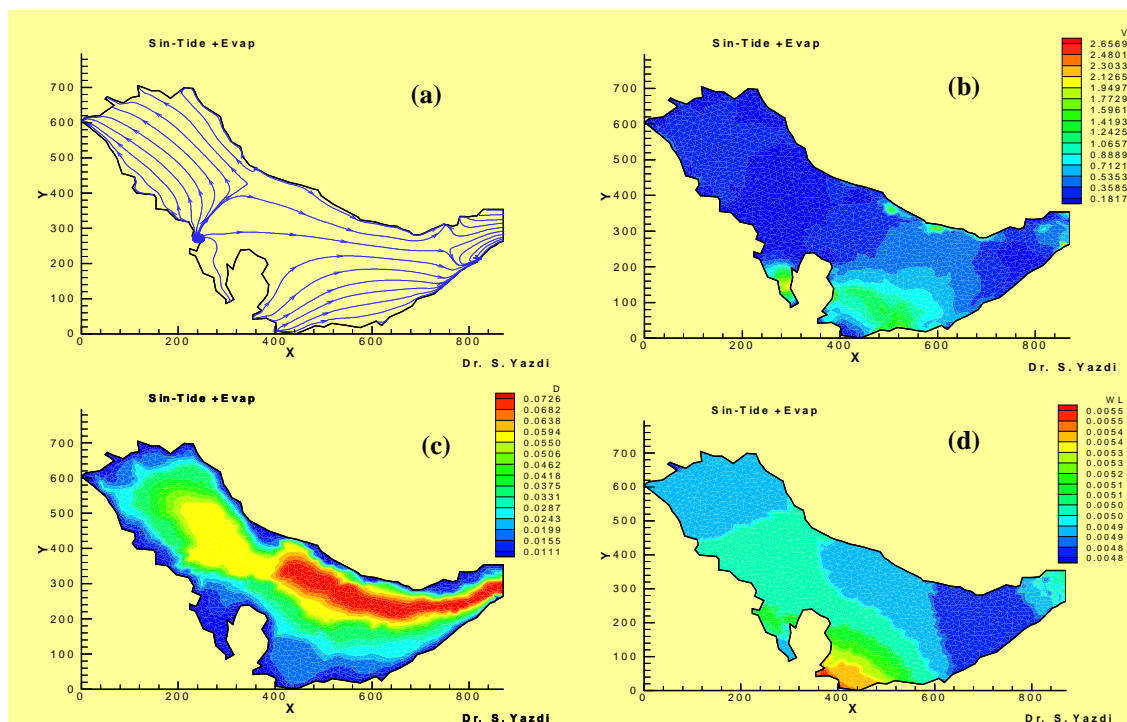 Sin-Tide +Evap
(a)
700
600
500
400
300
200
100
0
Y
0 200 400 600 800
X
Dr. S. Yazdi
Sin-Tide +Evap
(b)
V
2.6569
2.4801
2.3033
2.1265
1.9497
1.7729
1.5961
1.4193
1.2425
1.0657
0.8889
0.7121
0.5353
0.3585
0.1817
700
600
500
400
300
200
100
0
Y
0 200 400 600 800
X
Dr. S. Yazdi
Sin-Tide +Evap
(c)
D
0.0726
0.0682
0.0638
0.0594
0.0550
0.0506
0.0462
0.0418
0.0375
0.0331
0.0287
0.0243
0.0199
0.0155
0.0111
700
600
500
400
300
200
100
0
Y
0 200 400 600 800
X
Dr. S. Yazdi
Sin-Tide +Evap
(d)
WL
0.0055
0.0055
0.0054
0.0054
0.0053
0.0053
0.0052
0.0051
0.0051
0.0050
0.0050
0.0049
0.0049
0.0048
0.0048
700
600
500
400
300
200
100
0
Y
0 200 400 600 800
X
Dr. S. Yazdi